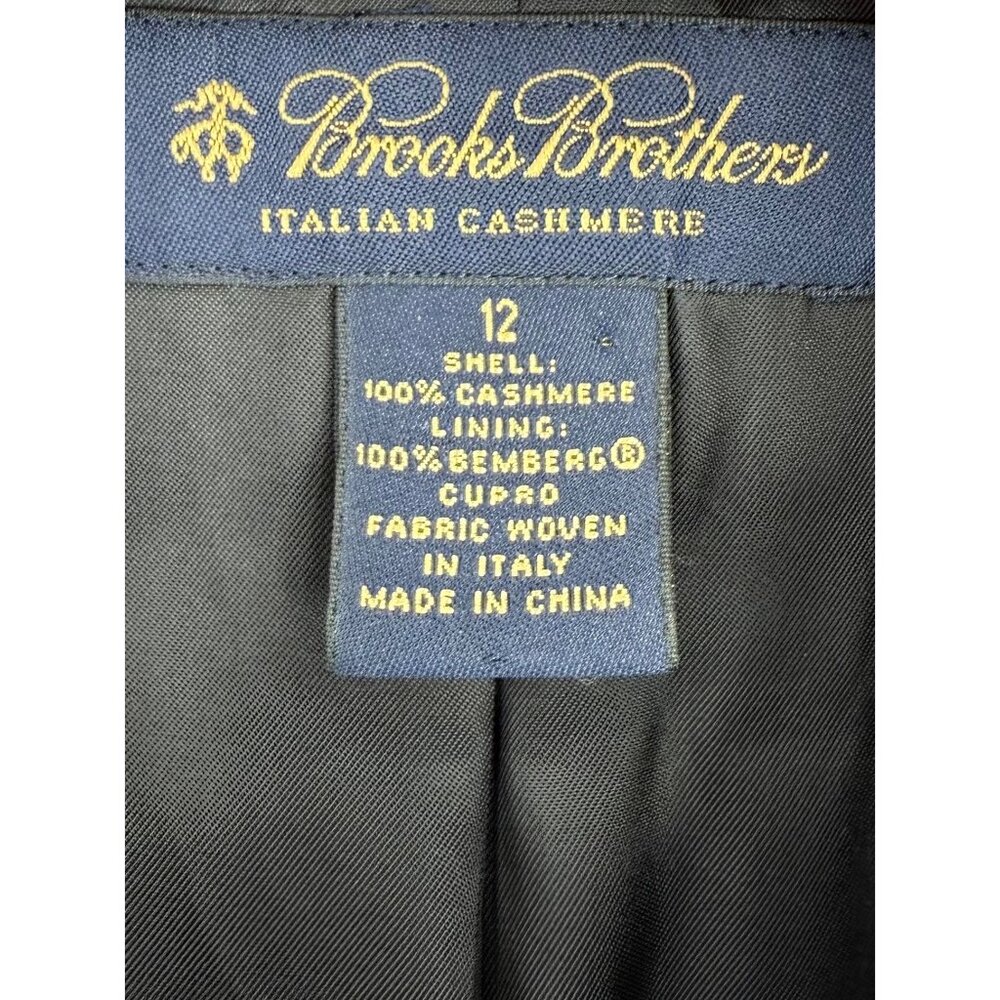 Brooks Brothers
ITALIAN CASHMERE
12
SHELL:
100% CASHMERE
LINING:
100% BEMBERG®
CUPRO
FABRIC WOVEN
IN ITALY
MADE IN CHINA